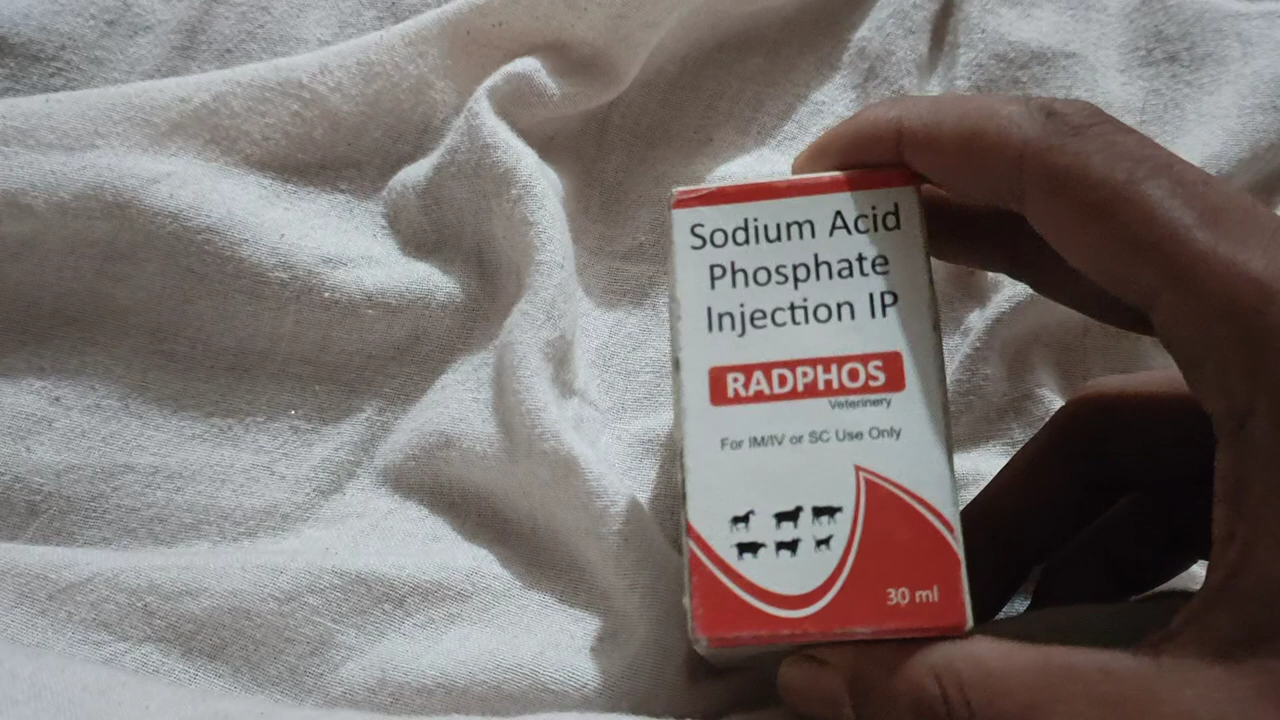 Sodium Acid
Phosphate
Injection IP
RADPHOS
Veterinery
For IM/IV or SC Use Only
30 ml